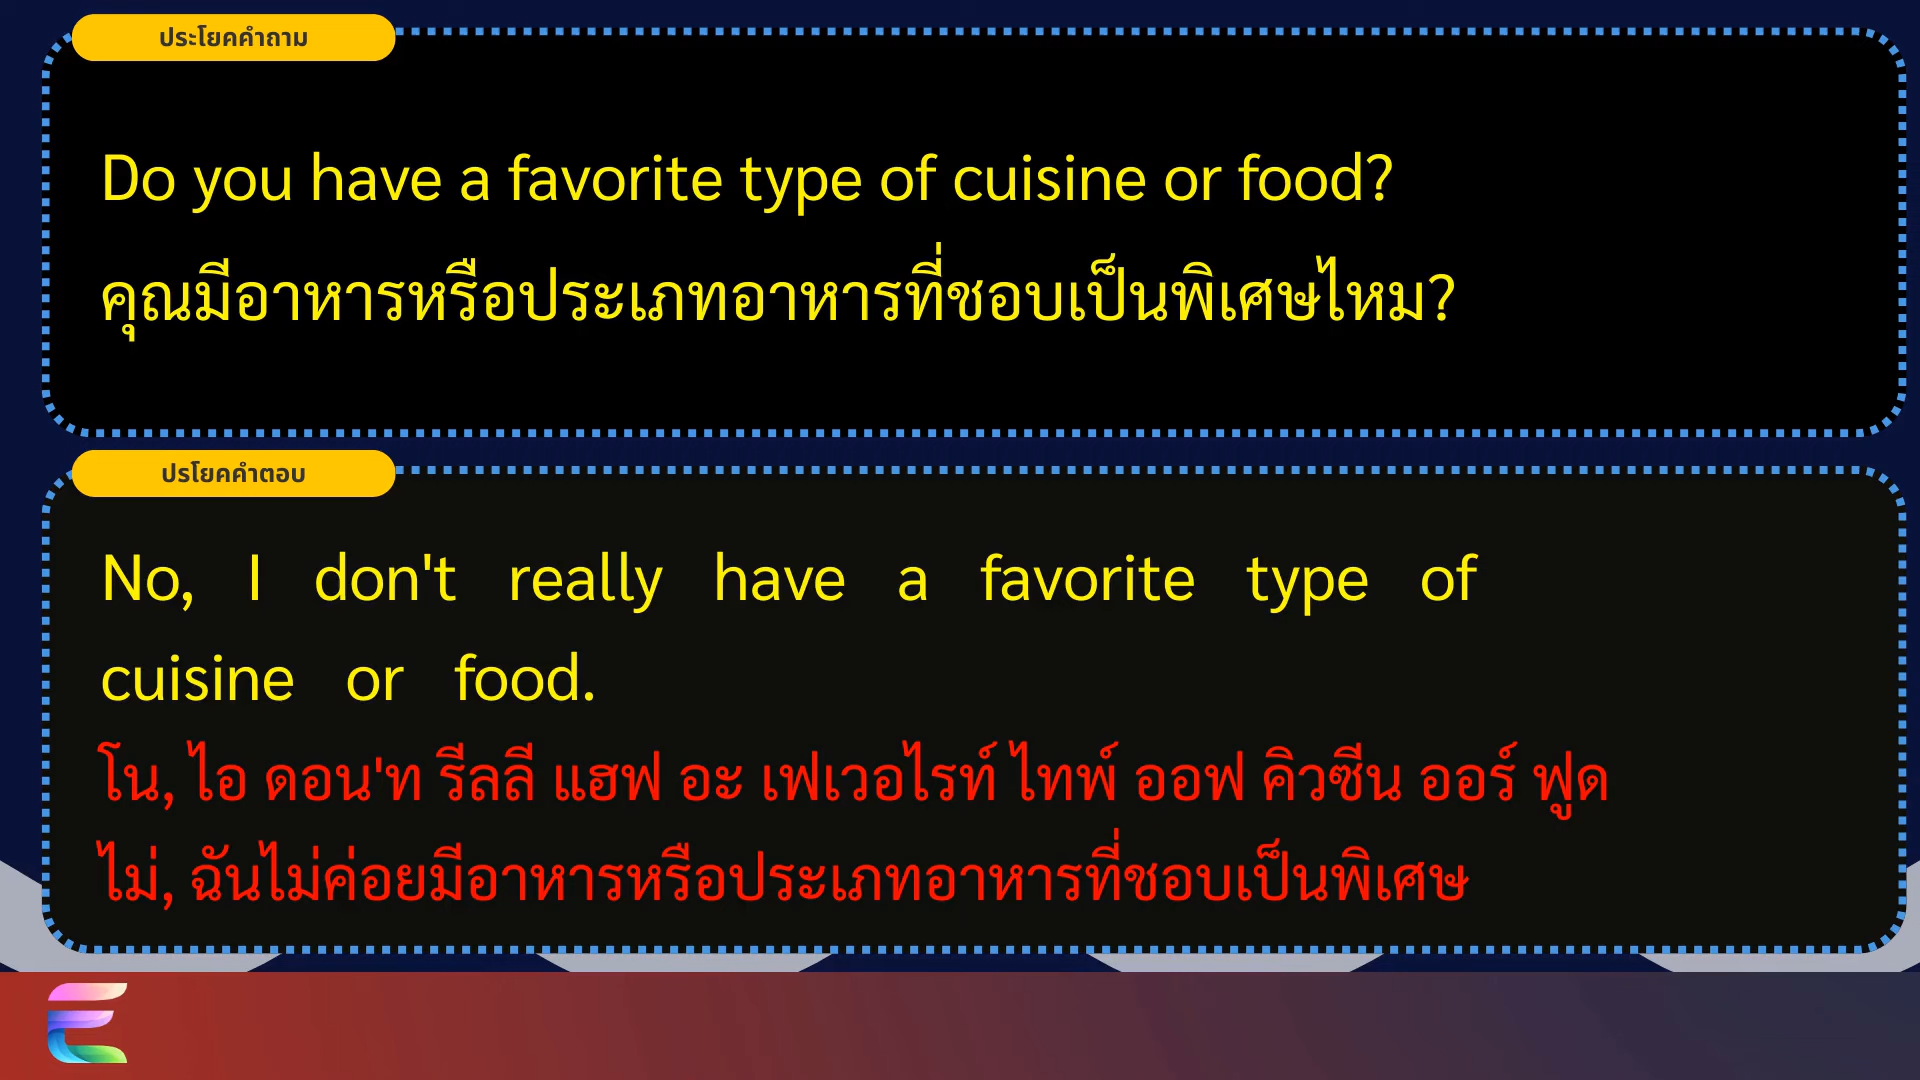 ประโยคคำถาม
Do you have a favorite type of cuisine or food?
คุณมีอาหารหรือประเภทอาหารที่ชอบเป็นพิเศษไหม?
ปรโยคคำตอบ
No, I don't really have a favorite type of
cuisine or food.
โน, ไอ ดอน'ท รีลลี แฮฟ อะ เฟเวอไรท์ ไทพ์ ออฟ คิวซีน ออร์ ฟูด
ไม่, ฉันไม่ค่อยมีอาหารหรือประเภทอาหารที่ชอบเป็นพิเศษ